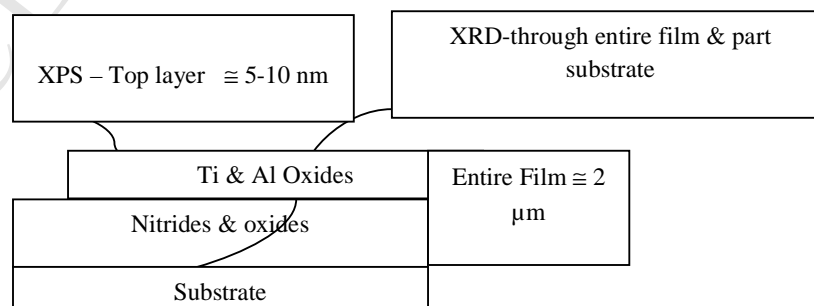 XPS – Top layer ≅ 5-10 nm
XRD-through entire film & part
substrate
Ti & Al Oxides
Entire Film ≅ 2
µm
Nitrides & oxides
Substrate